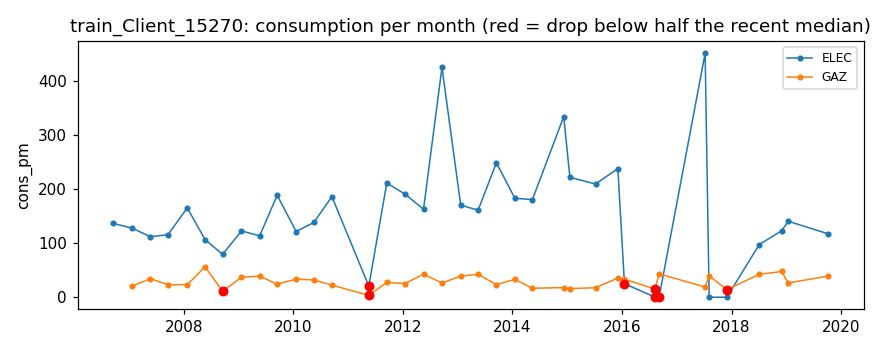 train_Client_15270: consumption per month (red = drop below half the recent median)
cons_pm
400
300
200
100
0
ELEC
GAZ
2008 2010 2012 2014 2016 2018 2020